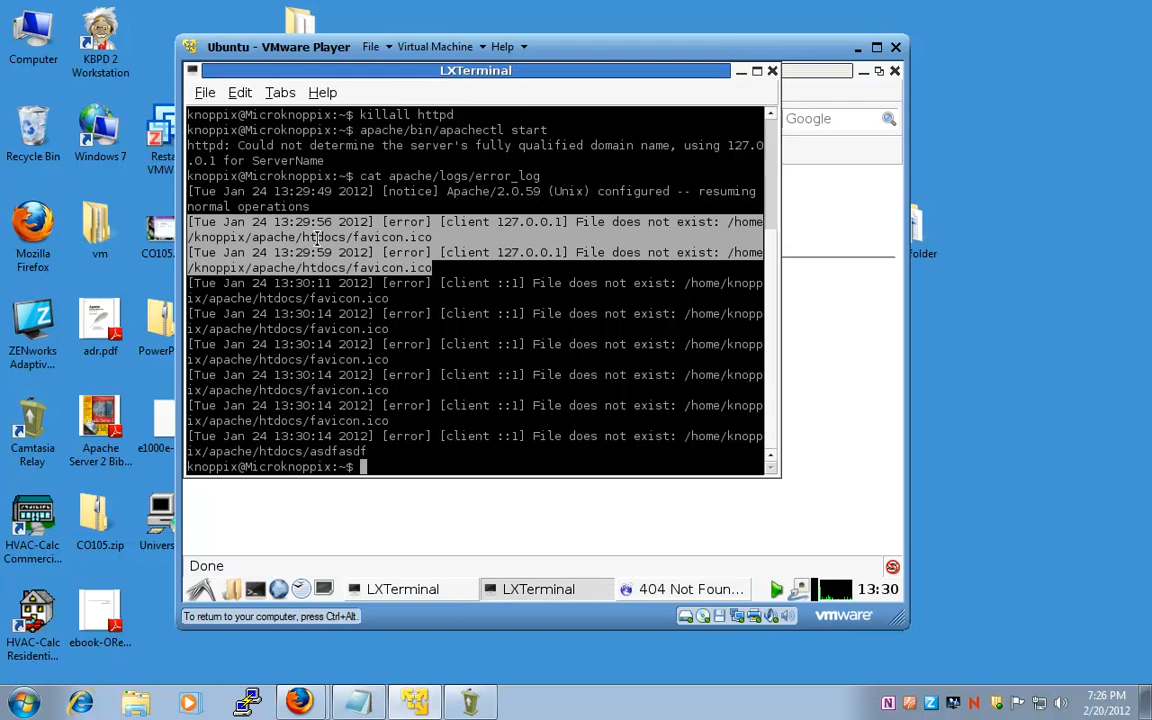 Computer
KBPD 2
Workstation
Recycle Bin
Windows 7
Resta
VMW
Mozilla
Firefox
vm
CO105
ZENworks
Adaptiv...
adr.pdf
PowerP
Camtasia
Relay
Apache
Server 2 Bib...
e1000e-
HVAC-Calc
Commerci...
CO105.zip
Univers
HVAC-Calc
Residenti...
ebook-ORe...
folder
Ubuntu - VMware Player File Virtual Machine Help
LXTerminal
File Edit Tabs Help
Google
knoppix@Microknoppix:~$ killall httpd
knoppix@Microknoppix:~$ apache/bin/apachectl start
httpd: Could not determine the server's fully qualified domain name, using 127.0
.0.1 for ServerName
knoppix@Microknoppix:~$ cat apache/logs/error_log
[Tue Jan 24 13:29:49 2012] [notice] Apache/2.0.59 (Unix) configured -- resuming
normal operations
[Tue Jan 24 13:29:56 2012] [error] [client 127.0.0.1] File does not exist: /home
/knoppix/apache/htdocs/favicon.ico
[Tue Jan 24 13:29:59 2012] [error] [client 127.0.0.1] File does not exist: /home
/knoppix/apache/htdocs/favicon.ico
[Tue Jan 24 13:30:11 2012] [error] [client ::1] File does not exist: /home/knopp
ix/apache/htdocs/favicon.ico
[Tue Jan 24 13:30:14 2012] [error] [client ::1] File does not exist: /home/knopp
ix/apache/htdocs/favicon.ico
[Tue Jan 24 13:30:14 2012] [error] [client ::1] File does not exist: /home/knopp
ix/apache/htdocs/favicon.ico
[Tue Jan 24 13:30:14 2012] [error] [client ::1] File does not exist: /home/knopp
ix/apache/htdocs/favicon.ico
[Tue Jan 24 13:30:14 2012] [error] [client ::1] File does not exist: /home/knopp
ix/apache/htdocs/favicon.ico
[Tue Jan 24 13:30:14 2012] [error] [client ::1] File does not exist: /home/knopp
ix/apache/htdocs/asdfasdf
knoppix@Microknoppix:~$
Done
LXTerminal LXTerminal 404 Not Foun... 13:30
To return to your computer, press Ctrl+Alt. vmware
7:26 PM
2/20/2012